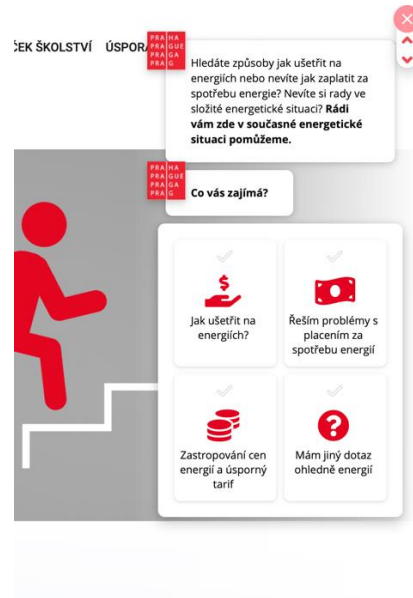 ČEK ŠKOLSTVÍ ÚSPOR
PRA HA
PRA GUE
PRA GA
PRA G
Hledáte způsoby jak ušetřit na
energiích nebo nevíte jak zaplatit za
spotřebu energie? Nevíte si rady ve
složité energetické situaci? Rádi
vám zde v současné energetické
situaci pomůžeme.
PRA HA
PRA GUE
PRA GA
PRA G
Co vás zajímá?
Jak ušetřit na
energiích?
Řeším problémy s
placením za
spotřebu energií
Zastropování cen
energií a úsporný
tarif
Mám jiný dotaz
ohledně energií